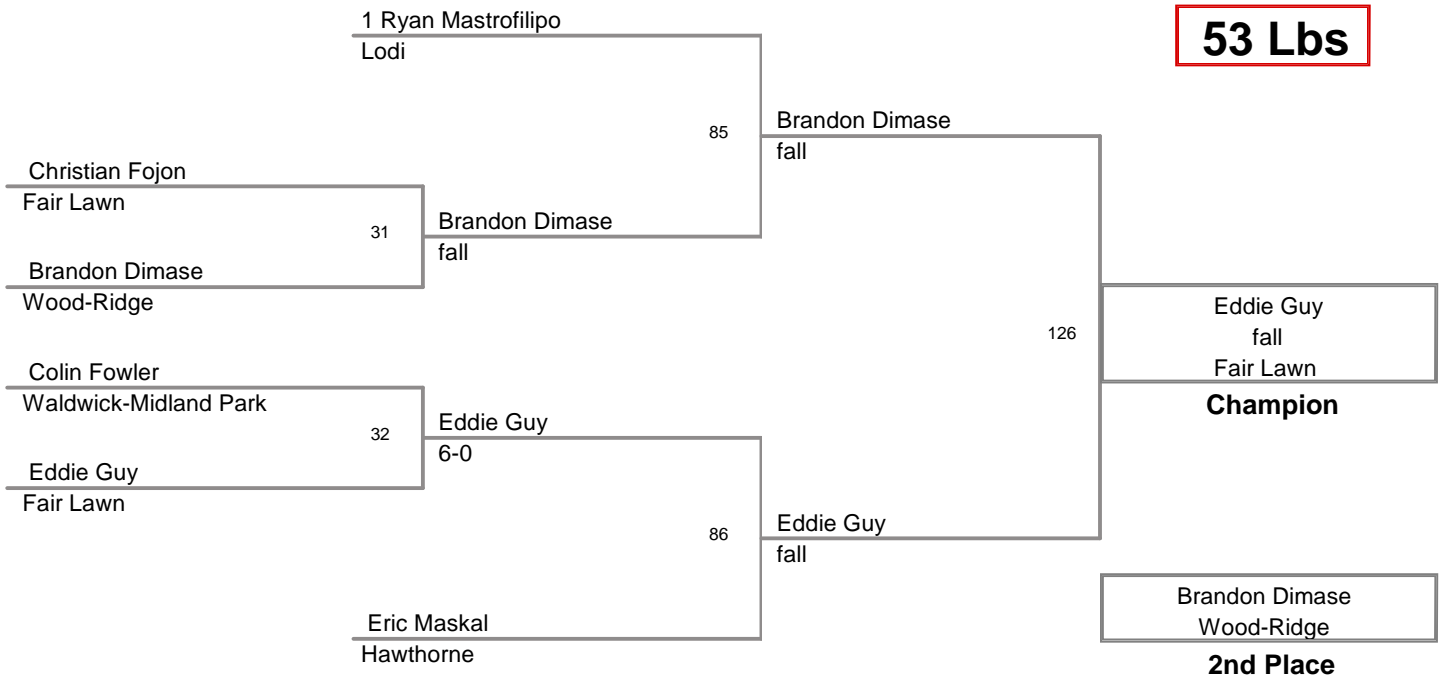 1 Ryan Mastrofilipo
Lodi
53 Lbs
85
Brandon Dimase
fall
Christian Fojon
Fair Lawn
31
Brandon Dimase
fall
Brandon Dimase
Wood-Ridge
126
Eddie Guy
fall
Fair Lawn
Champion
Colin Fowler
Waldwick-Midland Park
32
Eddie Guy
6-0
Eddie Guy
Fair Lawn
86
Eddie Guy
fall
Eric Maskal
Hawthorne
Brandon Dimase
Wood-Ridge
2nd Place